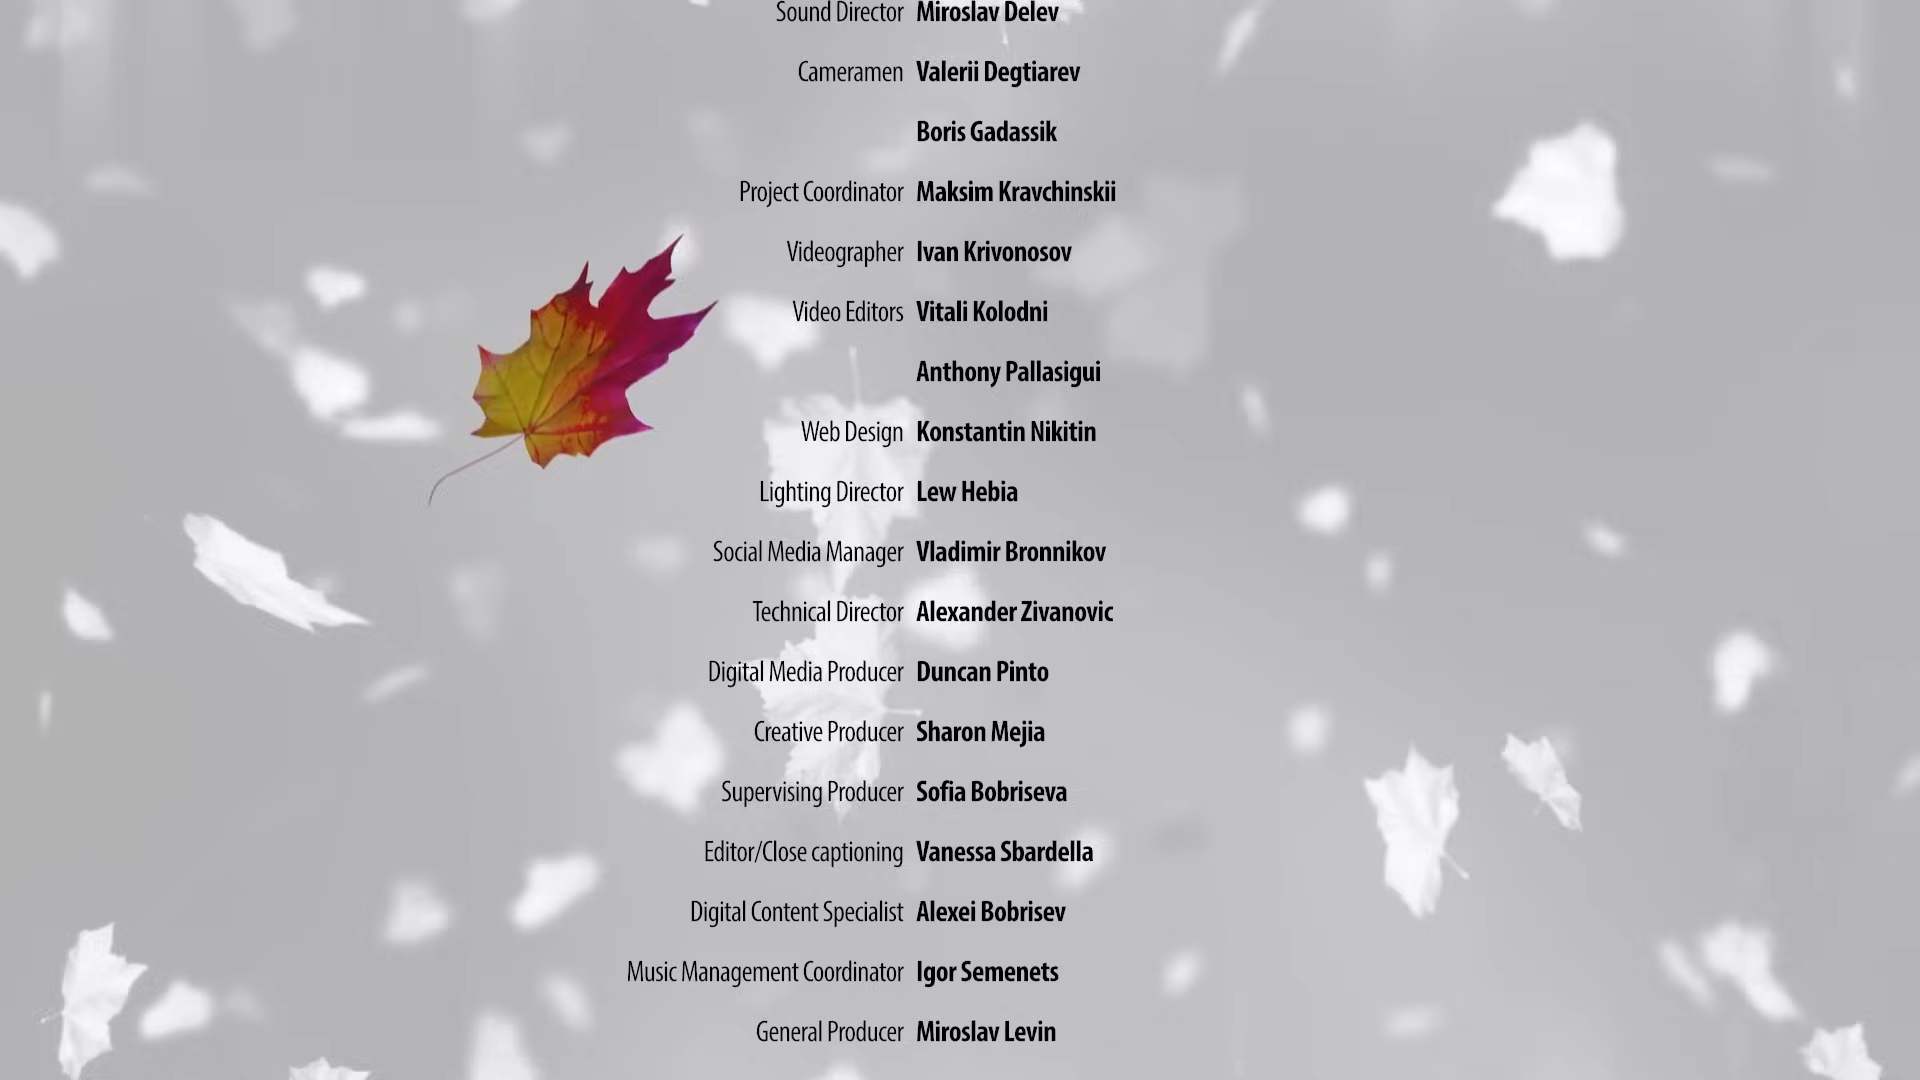 Sound Director Miroslav Delev
Cameramen Valerii Degtiarev
Boris Gadassik
Project Coordinator Maksim Kravchinskii
Videographer Ivan Krivonosov
Video Editors Vitali Kolodni
Anthony Pallasigui
Web Design Konstantin Nikitin
Lighting Director Lew Hebia
Social Media Manager Vladimir Bronnikov
Technical Director Alexander Zivanovic
Digital Media Producer Duncan Pinto
Creative Producer Sharon Mejia
Supervising Producer Sofia Bobriseva
Editor/Close captioning Vanessa Sbardella
Digital Content Specialist Alexei Bobrisev
Music Management Coordinator Igor Semenets
General Producer Miroslav Levin